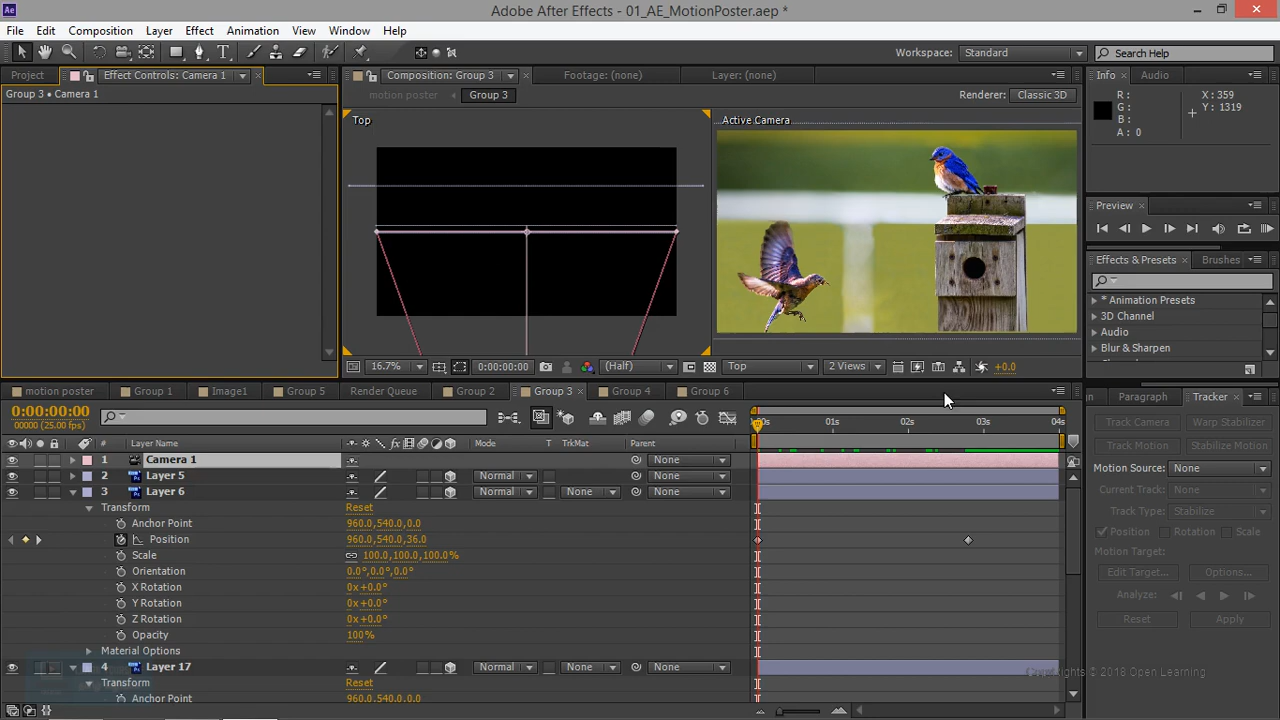 Adobe After Effects - 01_AE_MotionPoster.aep *
File Edit Composition Layer Effect Animation View Window Help
Workspace: Standard Search Help
Project Effect Controls: Camera 1 Composition: Group 3 Footage: (none) Layer: (none) Info Audio
Group 3 • Camera 1 motion poster Group 3 Renderer: Classic 3D
R: X: 359
G: Y: 1319
B:
A: 0
Top Active Camera
Preview
Effects & Presets Brushes
* Animation Presets
3D Channel
Audio
Blur & Sharpen
16.7% 0:00:00:00 (Half) Top 2 Views +0.0
motion poster Group 1 Image1 Group 5 Render Queue Group 2 Group 3 Group 4 Group 6 Paragraph Tracker
0:00:00:00
00000 (25.00 fps)
01s 02s 03s 04s
# Layer Name Mode T TrkMat Parent
1 Camera 1 None
2 Layer 5 Normal None
3 Layer 6 Normal None None
Transform Reset
Anchor Point 960.0,540.0,0.0
Position 960.0,540.0,36.0
Scale 100.0,100.0,100.0%
Orientation 0.0°,0.0°,0.0°
X Rotation 0x+0.0°
Y Rotation 0x+0.0°
Z Rotation 0x+0.0°
Opacity 100%
Material Options
4 Layer 17 Normal None None
Transform Reset
Anchor Point 960.0,540.0,0.0
Track Camera Warp Stabilizer
Track Motion Stabilize Motion
Motion Source: None
Current Track: None
Track Type: Stabilize
Position Rotation Scale
Motion Target:
Edit Target... Options...
Analyze:
Reset Apply
Copyrights © 2018 Open Learning